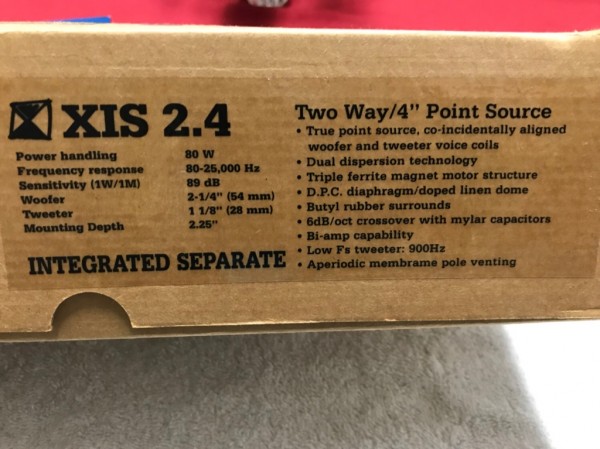 XIS 2.4
Power handling 80 W
Frequency response 80-25,000 Hz
Sensitivity (1W/1M) 89 dB
Woofer 2-1/4" (54 mm)
Tweeter 1 1/8" (28 mm)
Mounting Depth 2.25"
INTEGRATED SEPARATE
Two Way/4" Point Source
• True point source, co-incidentally aligned
woofer and tweeter voice coils
• Dual dispersion technology
• Triple ferrite magnet motor structure
• D.P.C. diaphragm/doped linen dome
• Butyl rubber surrounds
• 6dB/oct crossover with mylar capacitors
• Bi-amp capability
• Low Fs tweeter: 900Hz
• Aperiodic membrame pole venting